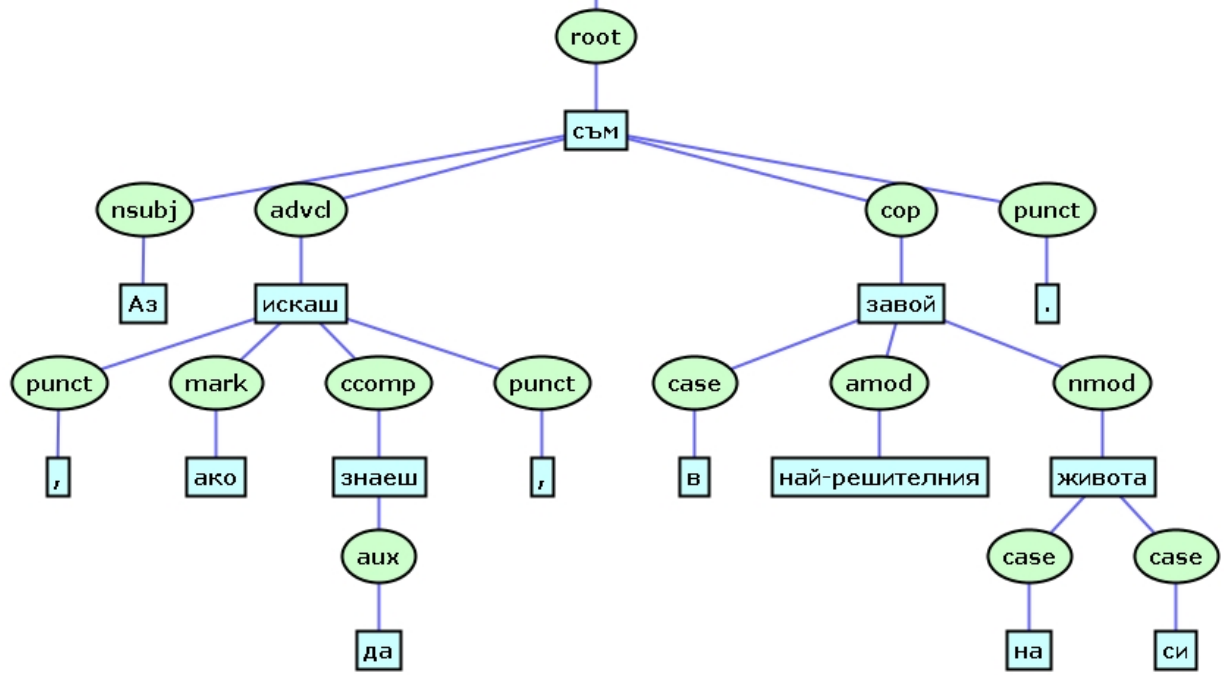 root
съм
nsubj advcl cop punct
Аз искаш завой .
punct mark ccomp punct case amod nmod
, ако знаеш , в най-решителния живота
aux case case
да на си